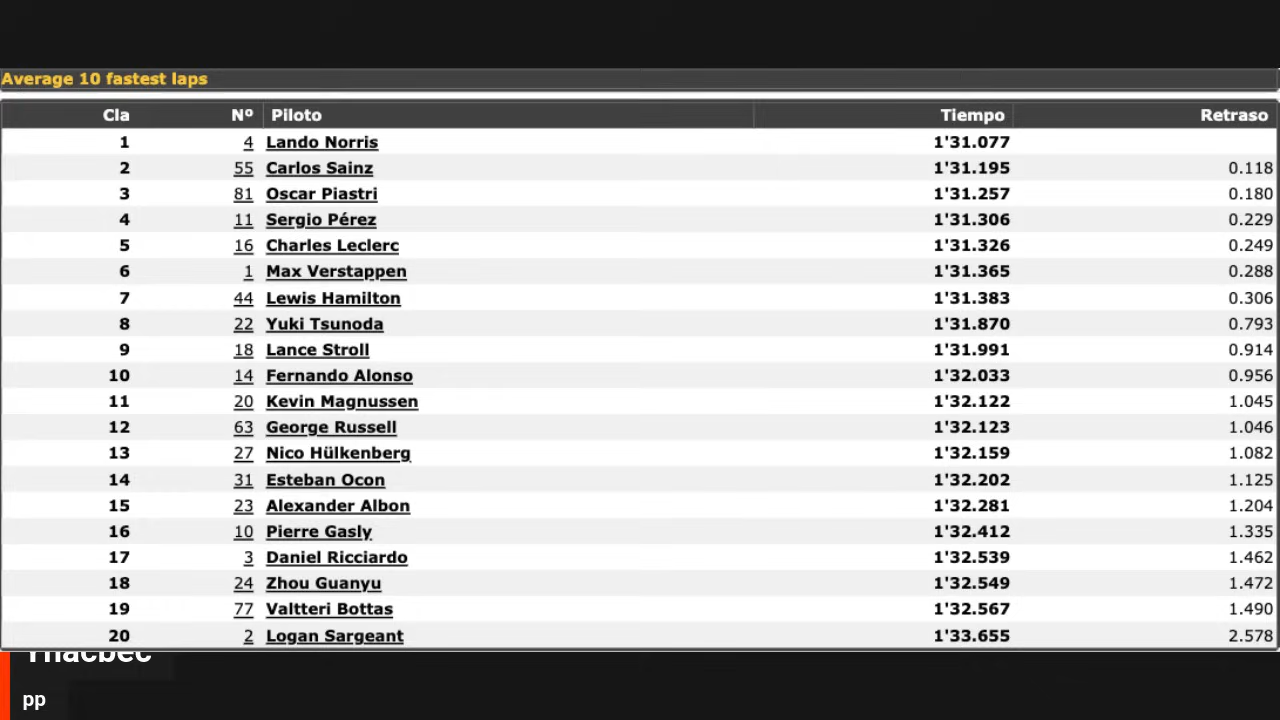 Average 10 fastest laps
Cla Nº Piloto Tiempo Retraso
1 4 Lando Norris 1'31.077
2 55 Carlos Sainz 1'31.195 0.118
3 81 Oscar Piastri 1'31.257 0.180
4 11 Sergio Pérez 1'31.306 0.229
5 16 Charles Leclerc 1'31.326 0.249
6 1 Max Verstappen 1'31.365 0.288
7 44 Lewis Hamilton 1'31.383 0.306
8 22 Yuki Tsunoda 1'31.870 0.793
9 18 Lance Stroll 1'31.991 0.914
10 14 Fernando Alonso 1'32.033 0.956
11 20 Kevin Magnussen 1'32.122 1.045
12 63 George Russell 1'32.123 1.046
13 27 Nico Hülkenberg 1'32.159 1.082
14 31 Esteban Ocon 1'32.202 1.125
15 23 Alexander Albon 1'32.281 1.204
16 10 Pierre Gasly 1'32.412 1.335
17 3 Daniel Ricciardo 1'32.539 1.462
18 24 Zhou Guanyu 1'32.549 1.472
19 77 Valtteri Bottas 1'32.567 1.490
20 2 Logan Sargeant 1'33.655 2.578
pp